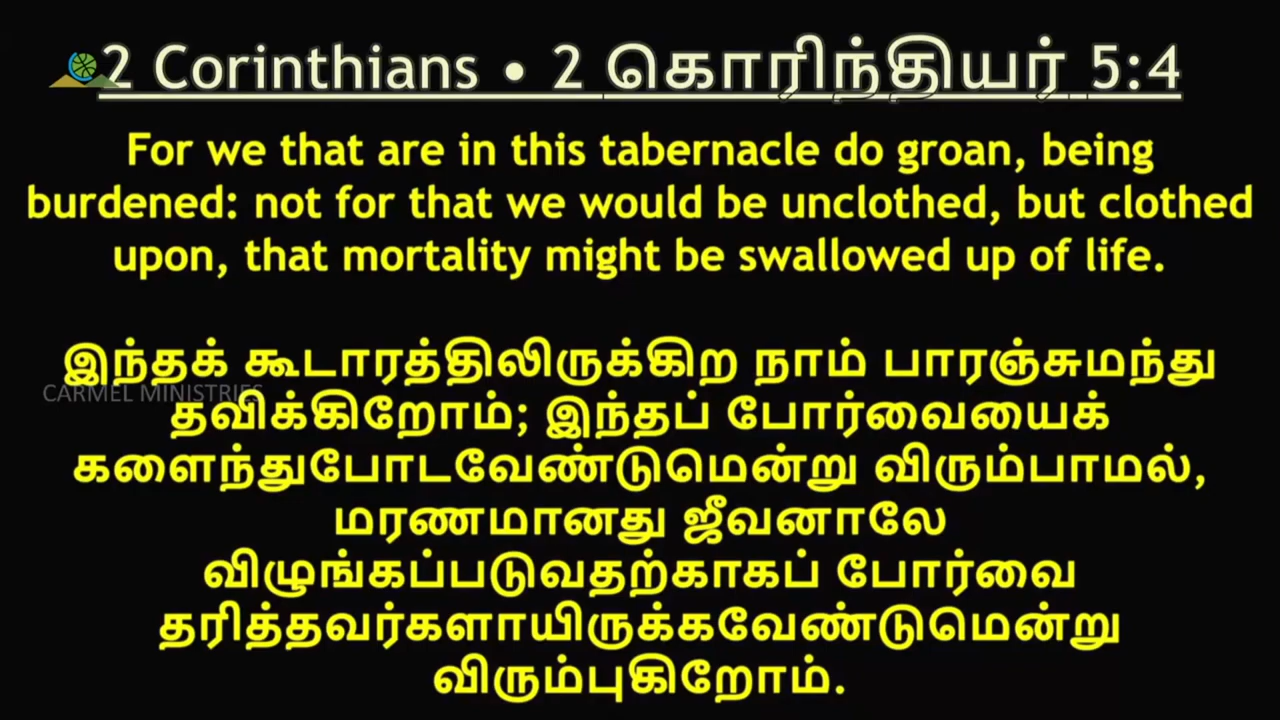 2 Corinthians • 2 கொரிந்தியர் 5:4
For we that are in this tabernacle do groan, being
burdened: not for that we would be unclothed, but clothed
upon, that mortality might be swallowed up of life.
இந்தக் கூடாரத்திலிருக்கிற நாம் பாரஞ்சுமந்து
CARMEL MINISTRIES
தவிக்கிறோம்; இந்தப் போர்வையைக்
களைந்துபோடவேண்டுமென்று விரும்பாமல்,
மரணமானது ஜீவனாலே
விழுங்கப்படுவதற்காகப் போர்வை
தரித்தவர்களாயிருக்கவேண்டுமென்று
விரும்புகிறோம்.